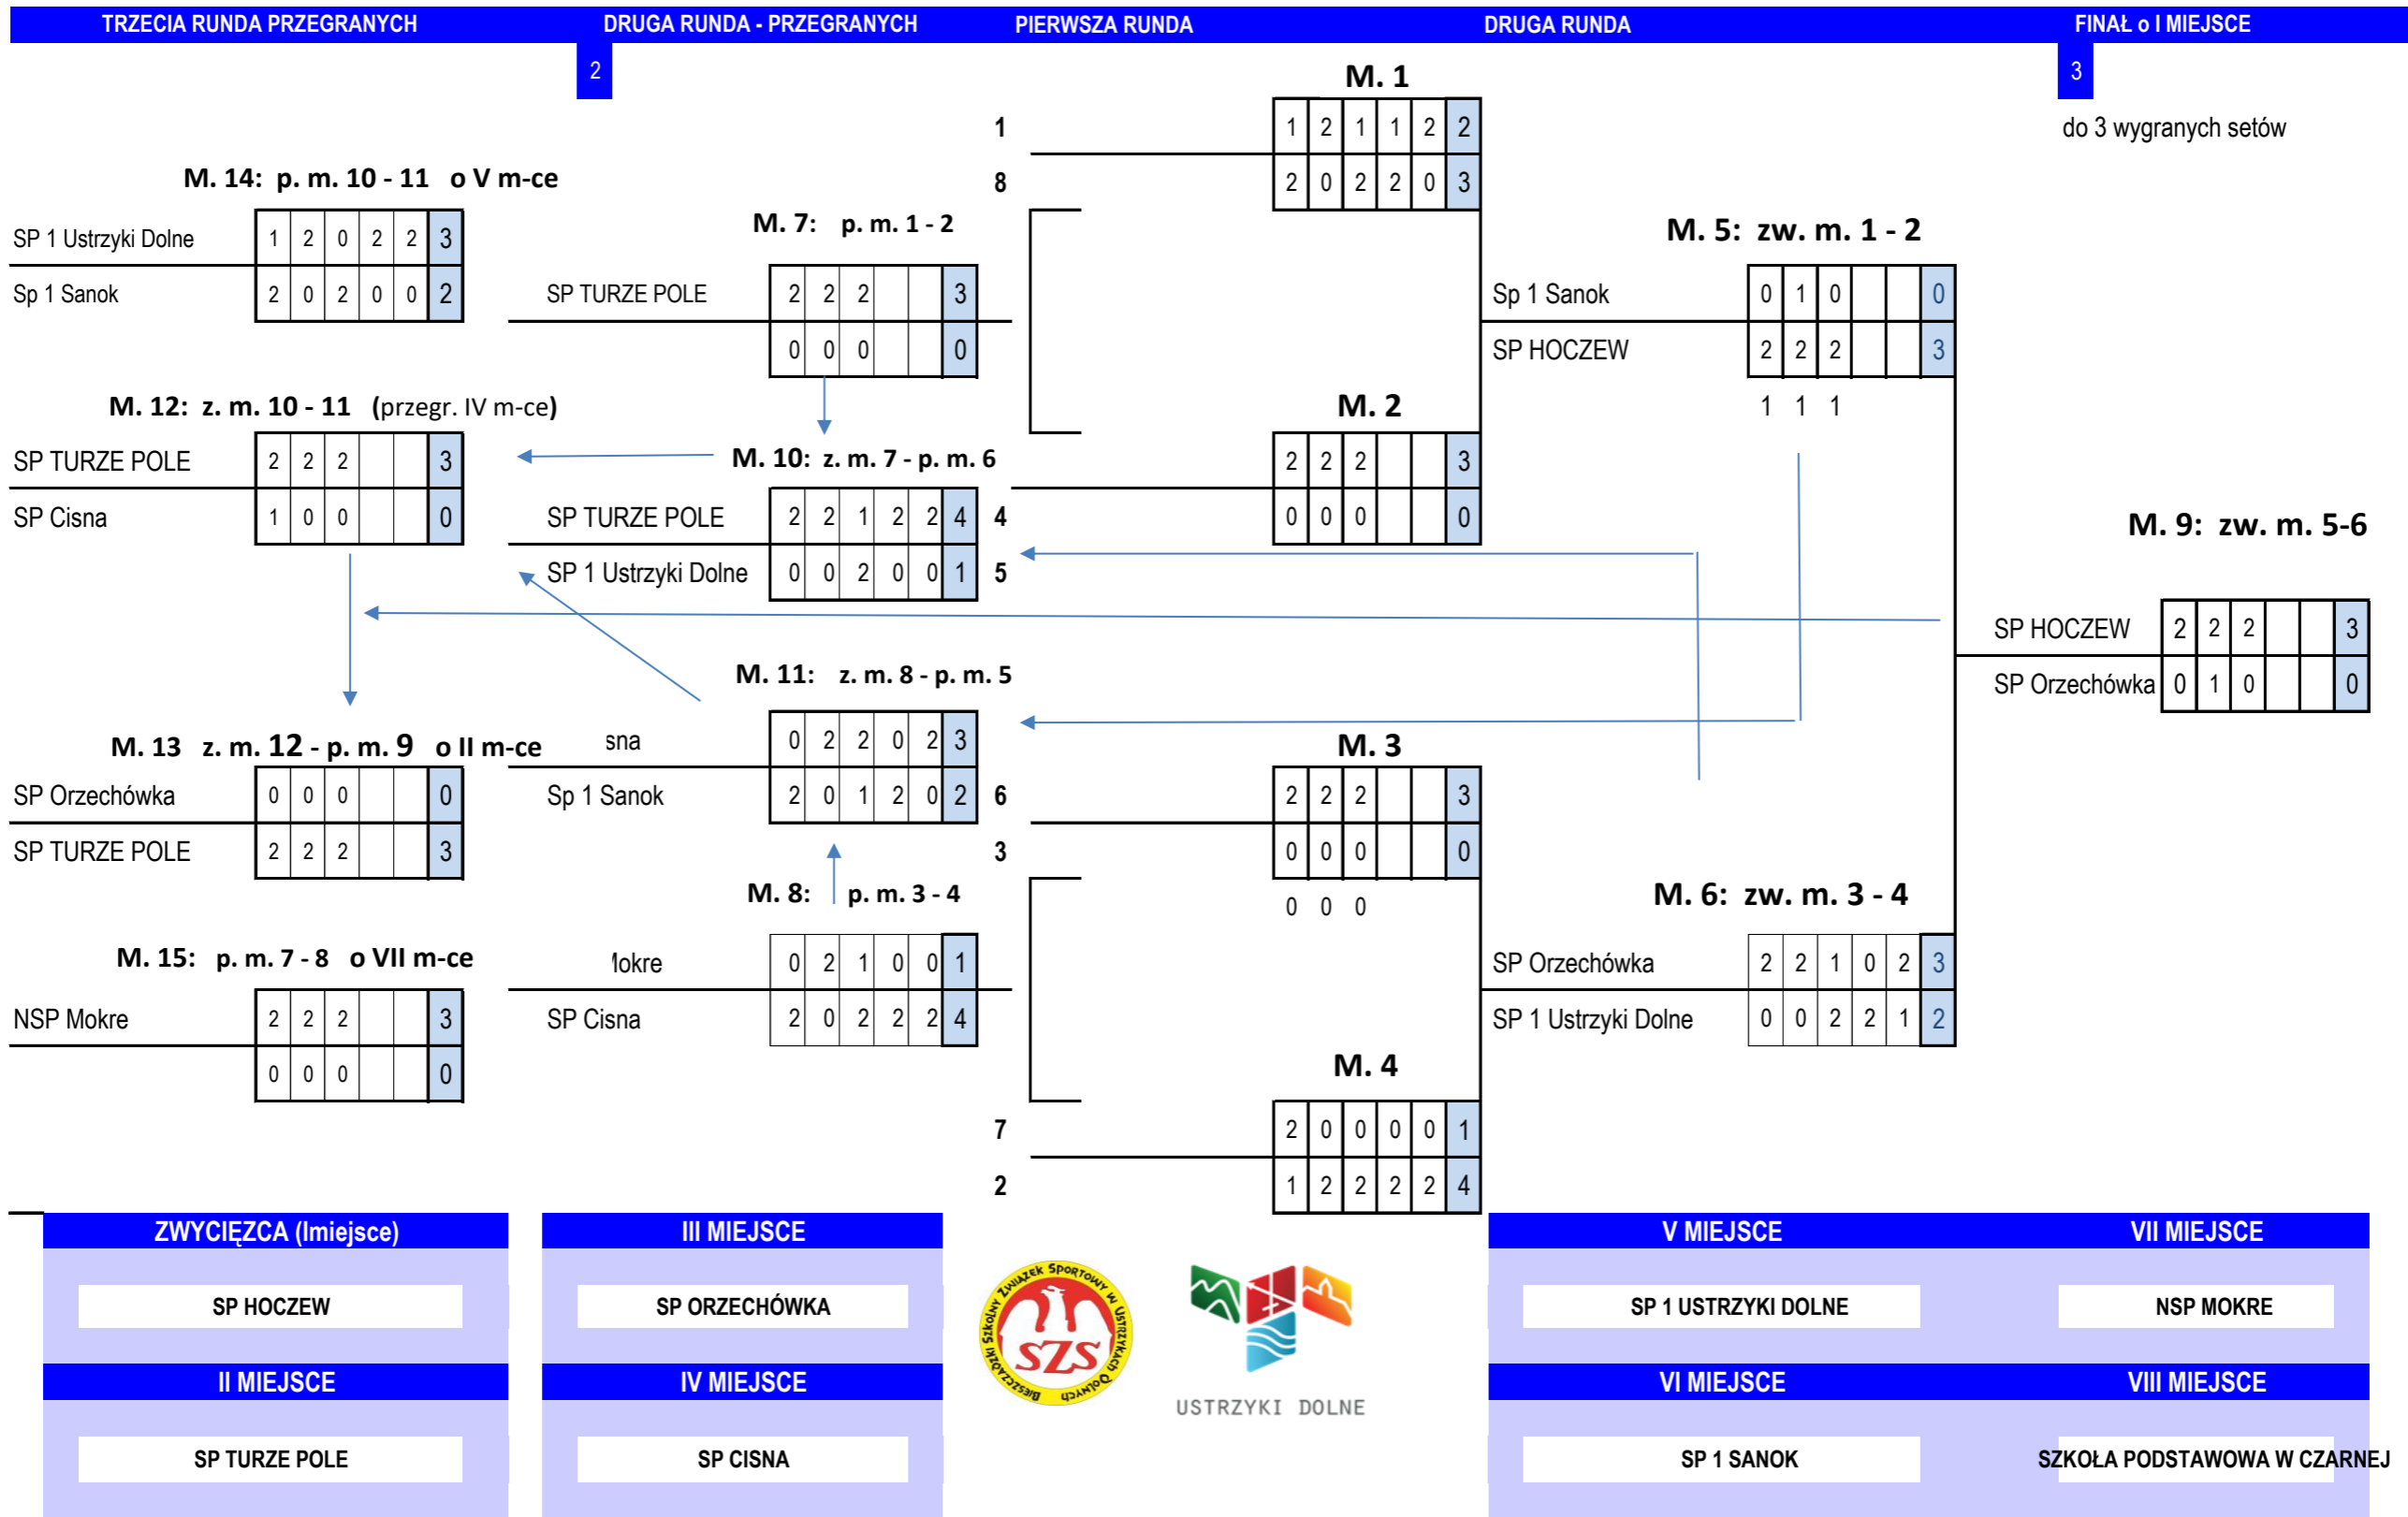 TRZECIA RUNDA PRZEGRANYCH DRUGA RUNDA - PRZEGRANYCH PIERWSZA RUNDA DRUGA RUNDA FINAŁ o I MIEJSCE
2 3
do 3 wygranych setów
M. 1
1 1 2 1 1 2 2
8 2 0 2 2 0 3
M. 14: p. m. 10 - 11 o V m-ce
SP 1 Ustrzyki Dolne 1 2 0 2 2 3
Sp 1 Sanok 2 0 2 0 0 2
M. 7: p. m. 1 - 2
SP TURZE POLE 2 2 2 3
0 0 0 0
M. 5: zw. m. 1 - 2
Sp 1 Sanok 0 1 0 0
SP HOCZEW 2 2 2 3
1 1 1
M. 12: z. m. 10 - 11 (przegr. IV m-ce)
SP TURZE POLE 2 2 2 3
SP Cisna 1 0 0 0
M. 10: z. m. 7 - p. m. 6
SP TURZE POLE 2 2 1 2 2 4
SP 1 Ustrzyki Dolne 0 0 2 0 0 1
M. 2
4 2 2 2 3
5 0 0 0 0
M. 9: zw. m. 5-6
SP HOCZEW 2 2 2 3
SP Orzechówka 0 1 0 0
M. 11: z. m. 8 - p. m. 5
sna 0 2 2 0 2 3
Sp 1 Sanok 2 0 1 2 0 2
M. 13 z. m. 12 - p. m. 9 o II m-ce
SP Orzechówka 0 0 0 0
SP TURZE POLE 2 2 2 3
M. 3
6 2 2 2 3
3 0 0 0 0
0 0 0
M. 8: p. m. 3 - 4
lokre 0 2 1 0 0 1
SP Cisna 2 0 2 2 2 4
M. 6: zw. m. 3 - 4
SP Orzechówka 2 2 1 0 2 3
SP 1 Ustrzyki Dolne 0 0 2 2 1 2
M. 15: p. m. 7 - 8 o VII m-ce
NSP Mokre 2 2 2 3
0 0 0 0
M. 4
7 2 0 0 0 0 1
2 1 2 2 2 2 4
ZWYCIĘZCA (Imiejsce) III MIEJSCE V MIEJSCE VII MIEJSCE
SP HOCZEW SP ORZECHÓWKA SP 1 USTRZYKI DOLNE NSP MOKRE
II MIEJSCE IV MIEJSCE VI MIEJSCE VIII MIEJSCE
SP TURZE POLE SP CISNA SP 1 SANOK SZKOŁA PODSTAWOWA W CZARNEJ
BIESZCZADZKI SZKOLNY ZWIĄZEK SPORTOWY W USTRZYKACH DOLNYCH
SZS
USTRZYKI DOLNE